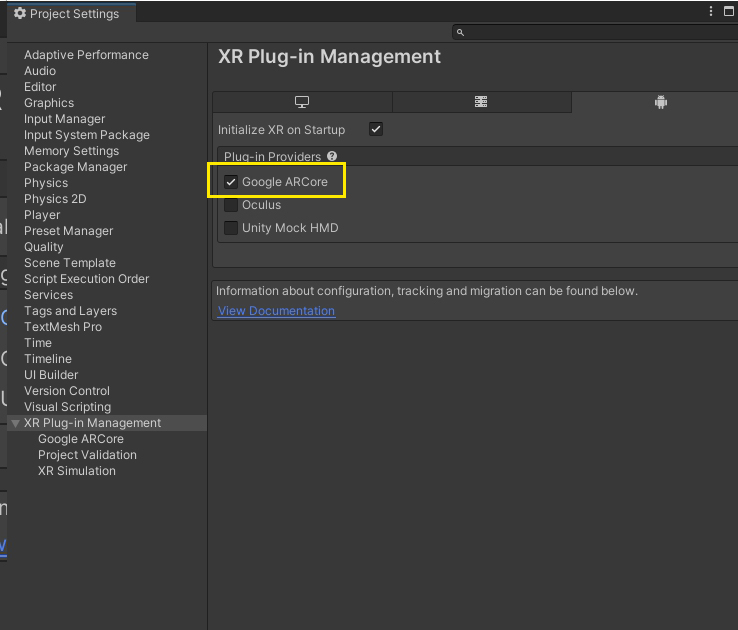 Project Settings
XR Plug-in Management
Adaptive Performance
Audio
Editor
Graphics
Input Manager
Input System Package
Memory Settings
Package Manager
Physics
Physics 2D
Player
Preset Manager
Quality
Scene Template
Script Execution Order
Services
Tags and Layers
TextMesh Pro
Time
Timeline
UI Builder
Version Control
Visual Scripting
XR Plug-in Management
Google ARCore
Project Validation
XR Simulation
Initialize XR on Startup
Plug-in Providers
Google ARCore
Oculus
Unity Mock HMD
Information about configuration, tracking and migration can be found below.
View Documentation